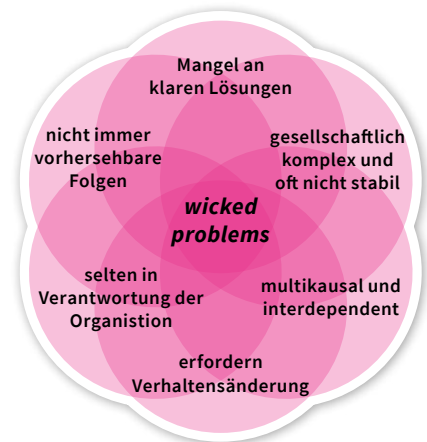 Mangel an
klaren Lösungen
nicht immer
vorhersehbare
Folgen
gesellschaftlich
komplex und
oft nicht stabil
wicked
problems
selten in
Verantwortung der
Organistion
multikausal und
interdependent
erfordern
Verhaltensänderung